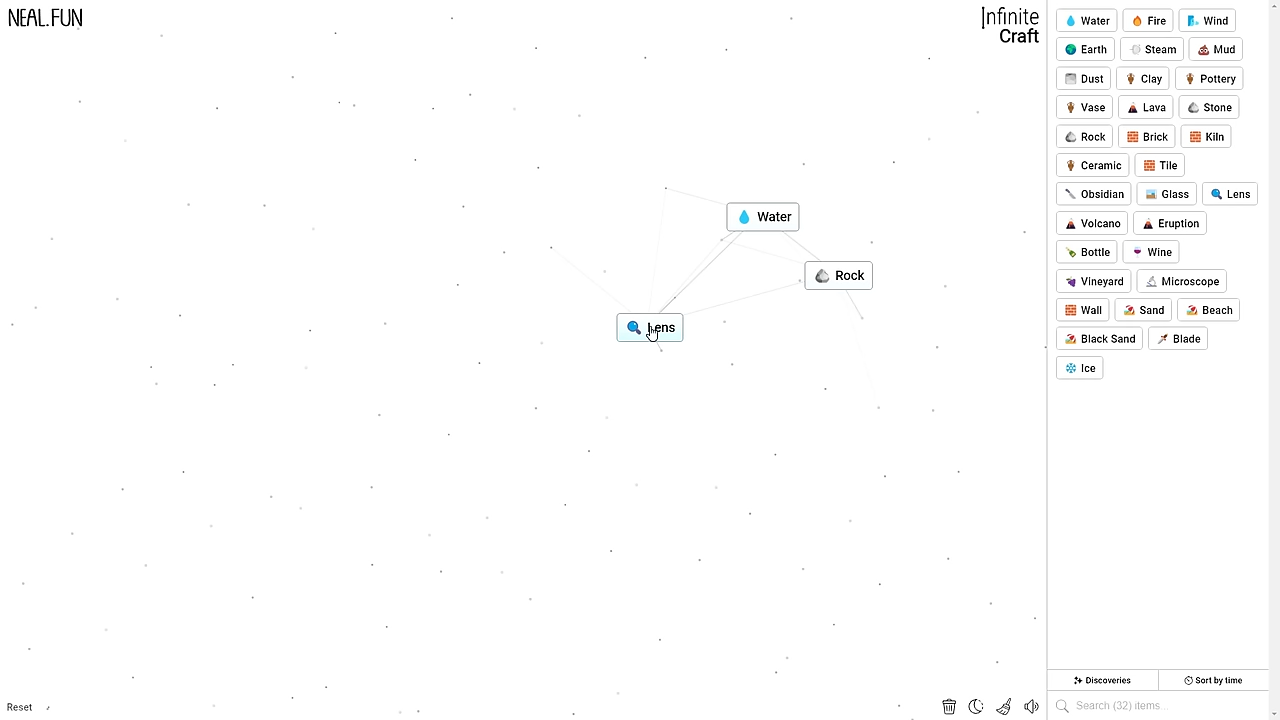 NEAL.FUN
Infinite
Craft
Water
Rock
Lens
Water Fire Wind
Earth Steam Mud
Dust Clay Pottery
Vase Lava Stone
Rock Brick Kiln
Ceramic Tile
Obsidian Glass Lens
Volcano Eruption
Bottle Wine
Vineyard Microscope
Wall Sand Beach
Black Sand Blade
Ice
Discoveries Sort by time
Search (32) items...
Reset